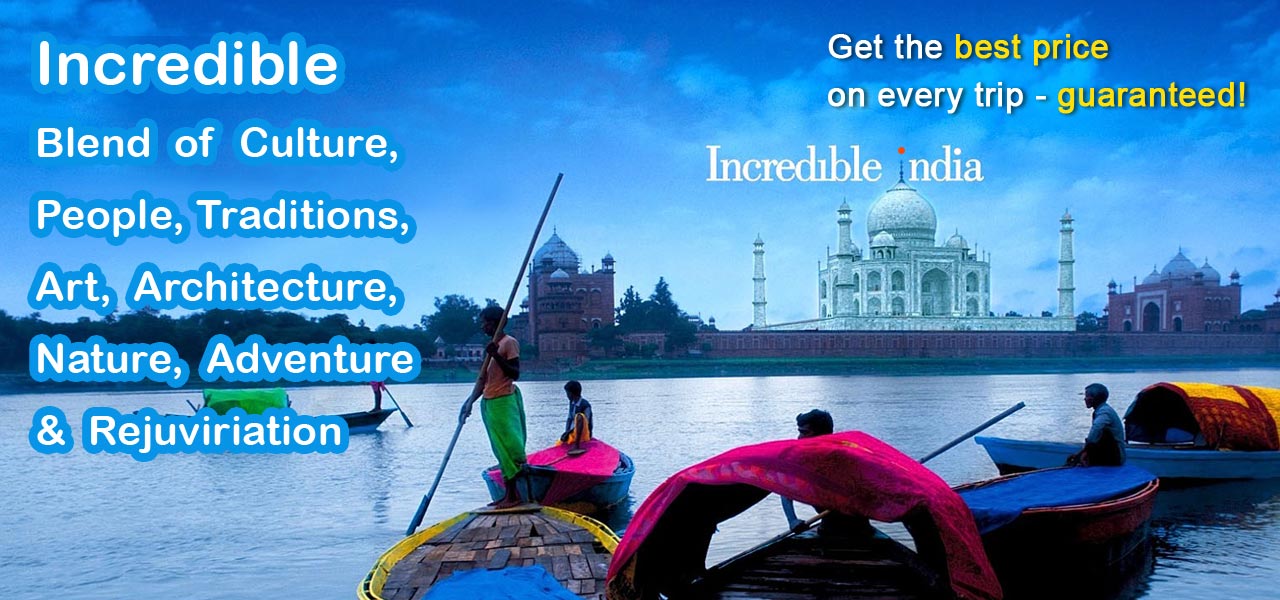 Incredible
Blend of Culture,
People, Traditions,
Art, Architecture,
Nature, Adventure
& Rejuviriation
Get the best price
on every trip - guaranteed!
Incredıble india